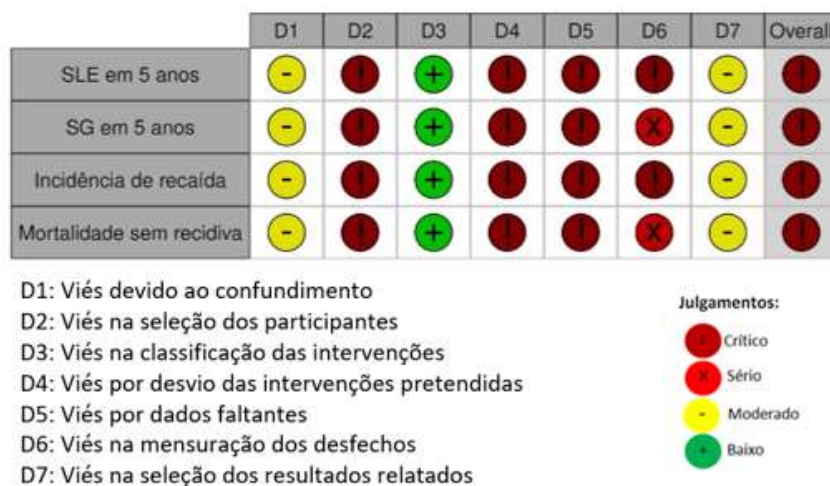 D1 D2 D3 D4 D5 D6 D7 Overall
SLE em 5 anos - ! + ! ! ! - !
SG em 5 anos - ! + ! ! X - !
Incidência de recaída - ! + ! ! ! - !
Mortalidade sem recidiva - ! + ! ! X - !
D1: Viés devido ao confundimento
D2: Viés na seleção dos participantes
D3: Viés na classificação das intervenções
D4: Viés por desvio das intervenções pretendidas
D5: Viés por dados faltantes
D6: Viés na mensuração dos desfechos
D7: Viés na seleção dos resultados relatados
Julgamentos:
Crítico
X Sério
- Moderado
+ Baixo